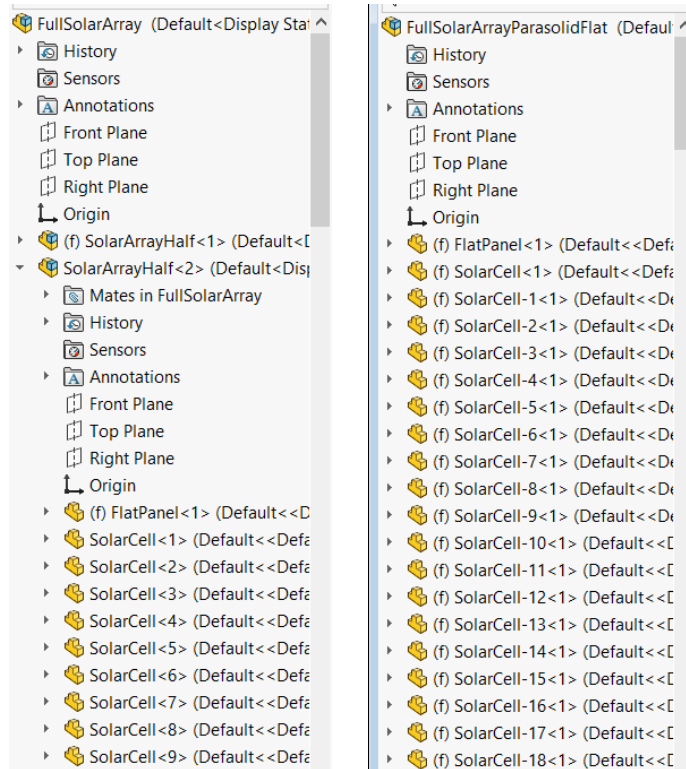 FullSolarArray (Default<Display Sta
History
Sensors
Annotations
Front Plane
Top Plane
Right Plane
Origin
(f) SolarArrayHalf<1> (Default<D
SolarArrayHalf<2> (Default<Disp
Mates in FullSolarArray
History
Sensors
Annotations
Front Plane
Top Plane
Right Plane
Origin
(f) FlatPanel<1> (Default<<D
SolarCell<1> (Default<<Defa
SolarCell<2> (Default<<Defa
SolarCell<3> (Default<<Defa
SolarCell<4> (Default<<Defa
SolarCell<5> (Default<<Defa
SolarCell<6> (Default<<Defa
SolarCell<7> (Default<<Defa
SolarCell<8> (Default<<Defa
SolarCell<9> (Default<<Defa
FullSolarArrayParasolidFlat (Defaul
History
Sensors
Annotations
Front Plane
Top Plane
Right Plane
Origin
(f) FlatPanel<1> (Default<<Defa
(f) SolarCell<1> (Default<<Defa
(f) SolarCell-1<1> (Default<<De
(f) SolarCell-2<1> (Default<<De
(f) SolarCell-3<1> (Default<<De
(f) SolarCell-4<1> (Default<<De
(f) SolarCell-5<1> (Default<<De
(f) SolarCell-6<1> (Default<<De
(f) SolarCell-7<1> (Default<<De
(f) SolarCell-8<1> (Default<<De
(f) SolarCell-9<1> (Default<<De
(f) SolarCell-10<1> (Default<<D
(f) SolarCell-11<1> (Default<<D
(f) SolarCell-12<1> (Default<<D
(f) SolarCell-13<1> (Default<<D
(f) SolarCell-14<1> (Default<<D
(f) SolarCell-15<1> (Default<<D
(f) SolarCell-16<1> (Default<<D
(f) SolarCell-17<1> (Default<<D
(f) SolarCell-18<1> (Default<<D